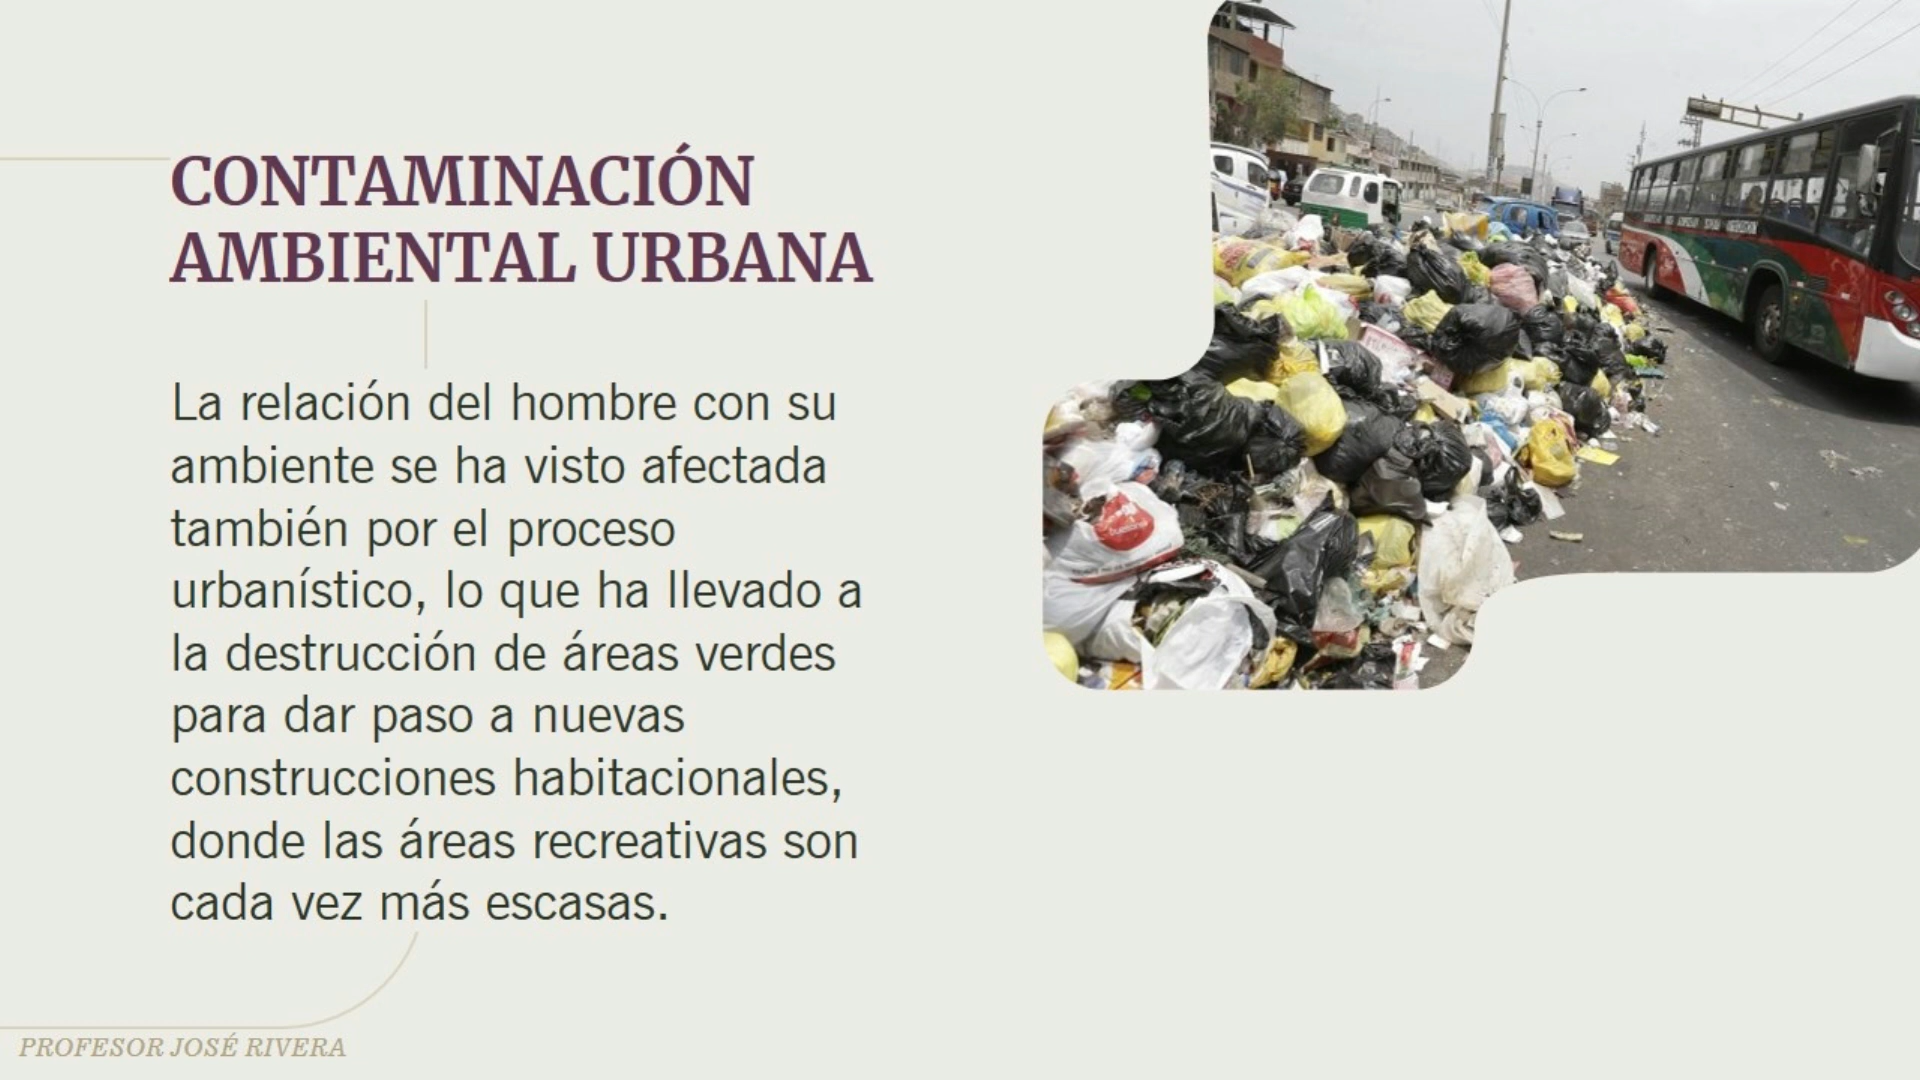 CONTAMINACIÓN
AMBIENTAL URBANA
La relación del hombre con su
ambiente se ha visto afectada
también por el proceso
urbanístico, lo que ha llevado a
la destrucción de áreas verdes
para dar paso a nuevas
construcciones habitacionales,
donde las áreas recreativas son
cada vez más escasas.
PROFESOR JOSÉ RIVERA